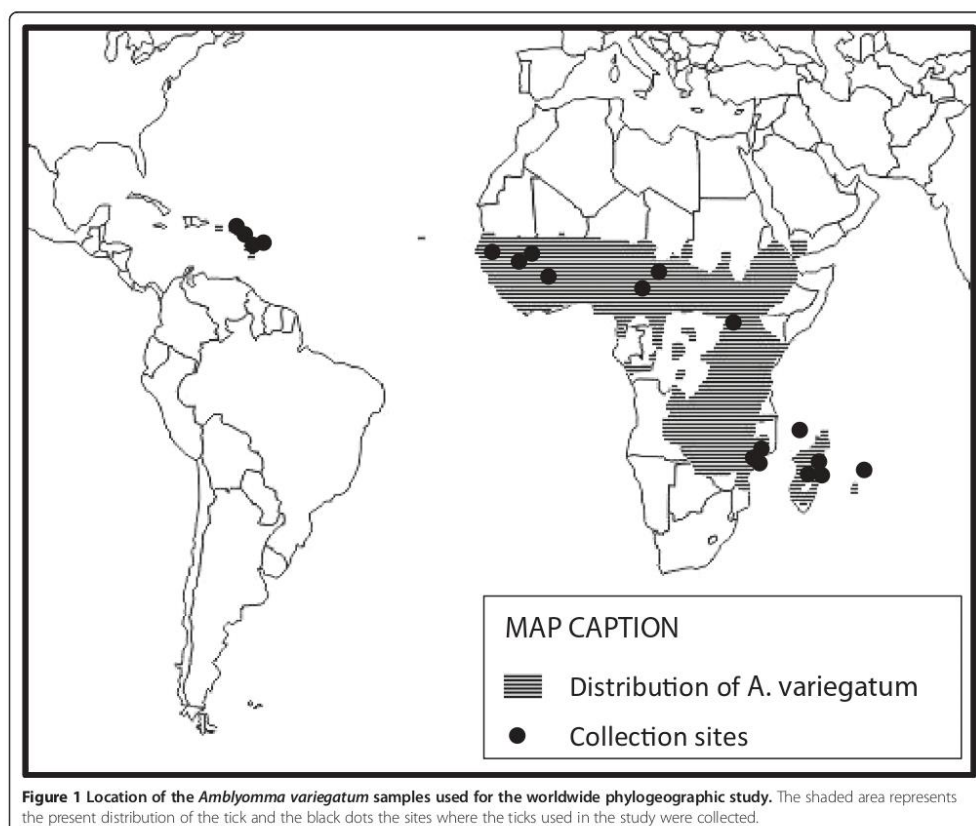 MAP CAPTION
Distribution of A. variegatum
Collection sites
Figure 1 Location of the Amblyomma variegatum samples used for the worldwide phylogeographic study. The shaded area represents
the present distribution of the tick and the black dots the sites where the ticks used in the study were collected.